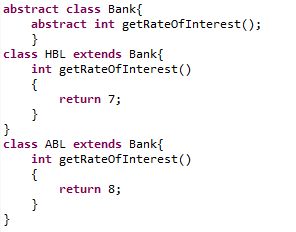 abstract class Bank{
    abstract int getRateOfInterest();
    }
class HBL extends Bank{
    int getRateOfInterest()
    {
        return 7;
    }
}
class ABL extends Bank{
    int getRateOfInterest()
    {
        return 8;
    }
}